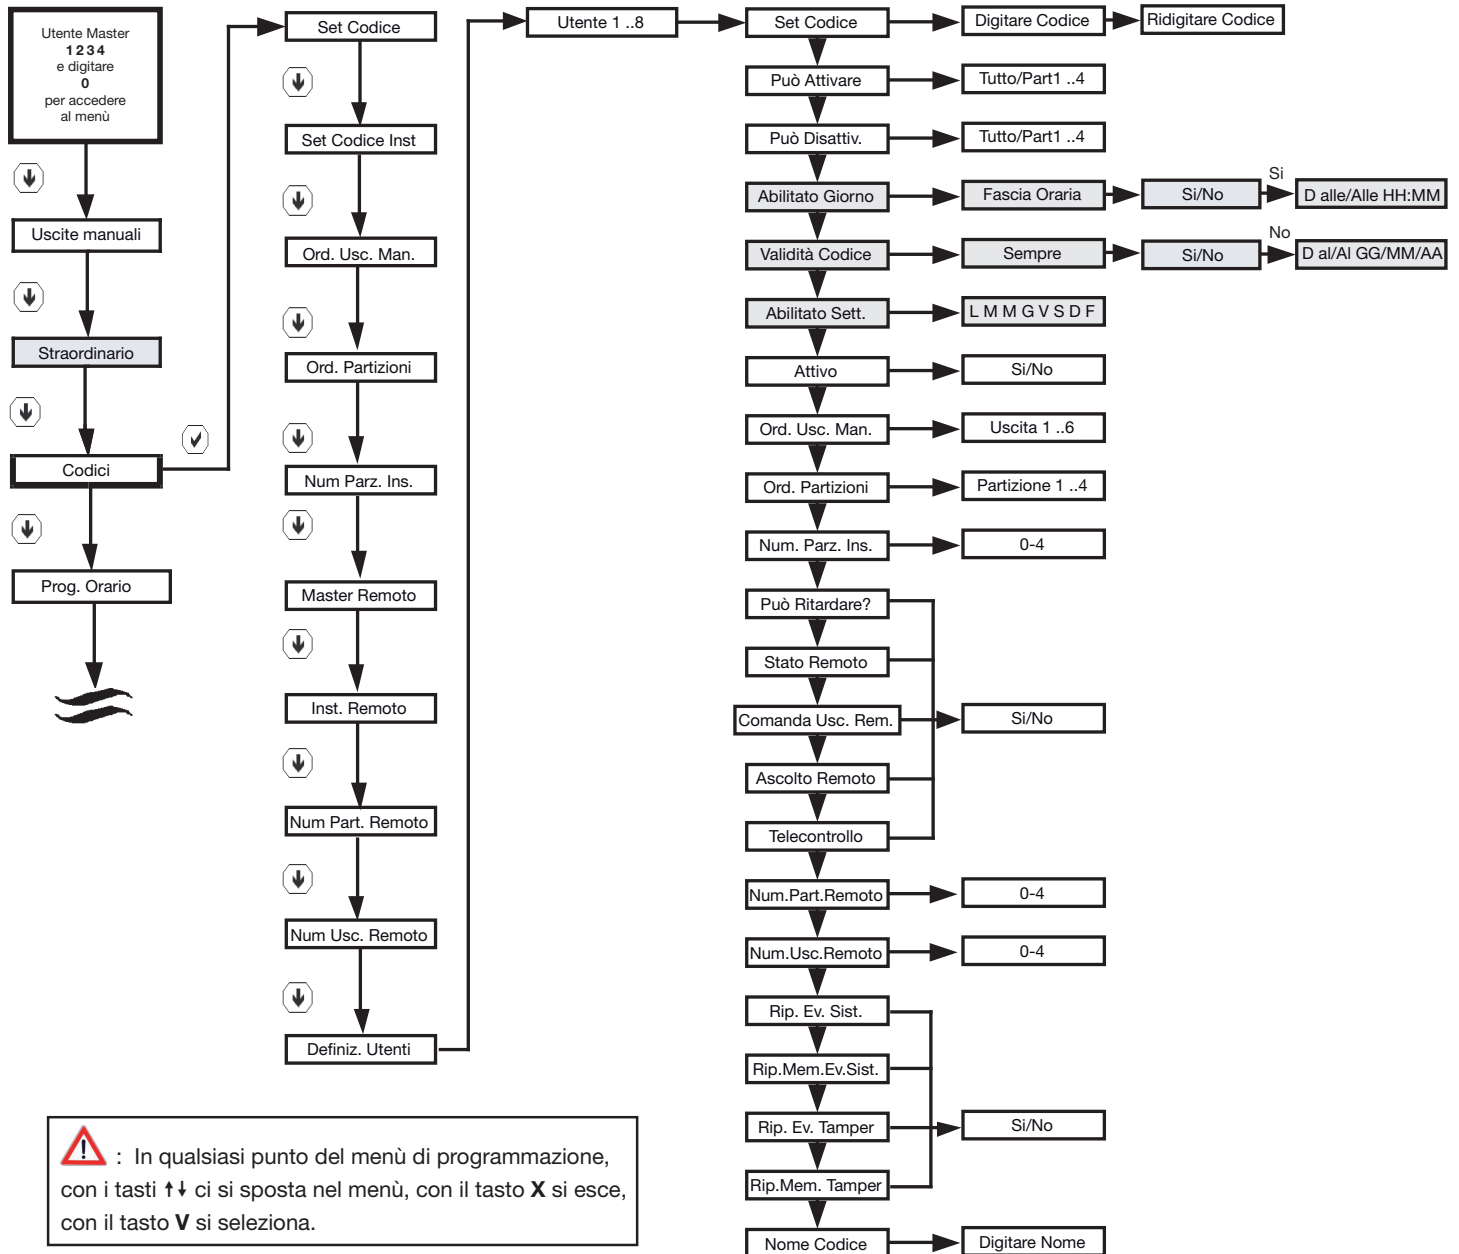 Utente Master
1 2 3 4
e digitare
0
per accedere
al menù
Uscite manuali
Straordinario
Codici
Prog. Orario
Set Codice
Set Codice Inst
Ord. Usc. Man.
Ord. Partizioni
Num Parz. Ins.
Master Remoto
Inst. Remoto
Num Part. Remoto
Num Usc. Remoto
Definiz. Utenti
Utente 1 ..8
Set Codice
Digitare Codice
Ridigitare Codice
Può Attivare
Tutto/Part1 ..4
Può Disattiv.
Tutto/Part1 ..4
Abilitato Giorno
Fascia Oraria
Si/No
Si
D alle/Alle HH:MM
Validità Codice
Sempre
Si/No
No
D al/Al GG/MM/AA
Abilitato Sett.
L M M G V S D F
Attivo
Si/No
Ord. Usc. Man.
Uscita 1 ..6
Ord. Partizioni
Partizione 1 ..4
Num. Parz. Ins.
0-4
Può Ritardare?
Stato Remoto
Comanda Usc. Rem.
Si/No
Ascolto Remoto
Telecontrollo
Num.Part.Remoto
0-4
Num.Usc.Remoto
0-4
Rip. Ev. Sist.
Rip.Mem.Ev.Sist.
Rip. Ev. Tamper
Si/No
Rip.Mem. Tamper
Nome Codice
Digitare Nome
: In qualsiasi punto del menù di programmazione,
con i tasti ↑↓ ci si sposta nel menù, con il tasto X si esce,
con il tasto V si seleziona.